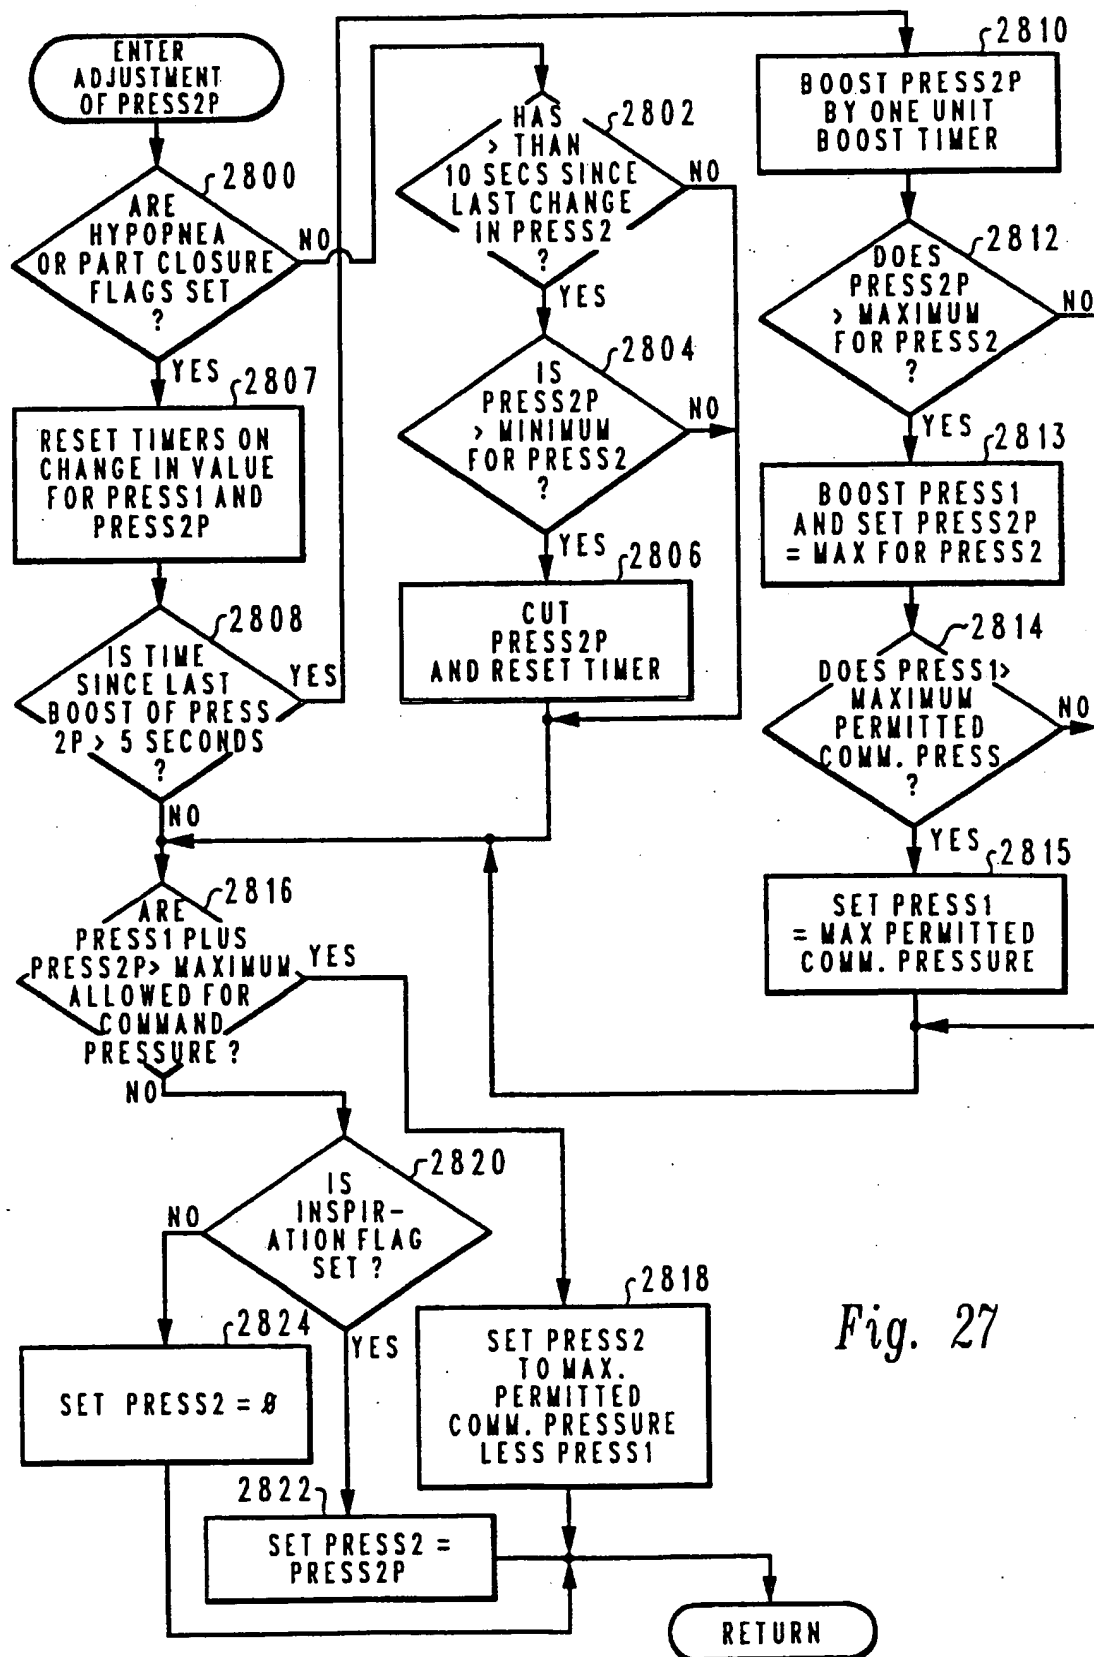 ENTER
ADJUSTMENT
OF PRESS2P
2800
ARE
HYPOPNEA
OR PART CLOSURE
FLAGS SET
?
NO
YES
2807
RESET TIMERS ON
CHANGE IN VALUE
FOR PRESS1 AND
PRESS2P
2808
IS TIME
SINCE LAST
BOOST OF PRESS
2P > 5 SECONDS
?
YES
NO
2802
HAS
> THAN
10 SECS SINCE
LAST CHANGE
IN PRESS2
?
NO
YES
2804
IS
PRESS2P
> MINIMUM
FOR PRESS2
?
NO
YES
2806
CUT
PRESS2P
AND RESET TIMER
2810
BOOST PRESS2P
BY ONE UNIT
BOOST TIMER
2812
DOES
PRESS2P
> MAXIMUM
FOR PRESS2
?
NO
YES
2813
BOOST PRESS1
AND SET PRESS2P
= MAX FOR PRESS2
2814
DOES PRESS1>
MAXIMUM
PERMITTED
COMM. PRESS
?
NO
YES
2815
SET PRESS1
= MAX PERMITTED
COMM. PRESSURE
2816
ARE
PRESS1 PLUS
PRESS2P> MAXIMUM
ALLOWED FOR
COMMAND
PRESSURE ?
YES
NO
2820
IS
INSPIR-
ATION FLAG
SET ?
NO
YES
2824
SET PRESS2 = 0
2822
SET PRESS2 =
PRESS2P
2818
SET PRESS2
TO MAX.
PERMITTED
COMM. PRESSURE
LESS PRESS1
RETURN
Fig. 27